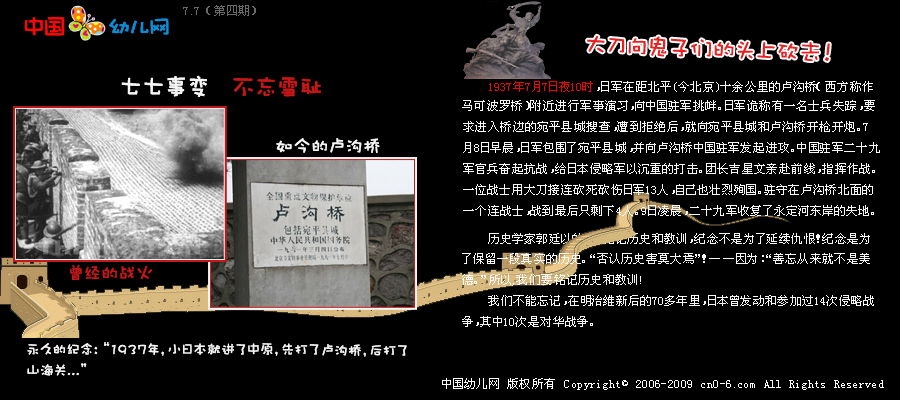 中国 幼儿网
7.7（第四期）
七七事变 不忘雪耻
如今的卢沟桥
全国重点文物保护单位
卢沟桥
包括宛平县城
中华人民共和国国务院
曾经的战火
永久的纪念：“1937年，小日本就进了中原，先打了卢沟桥，后打了
山海关...”
大刀向鬼子们的头上砍去！
1937年7月7日夜10时,日军在距北平(今北京)十余公里的卢沟桥( 西方称作
马可波罗桥 )附近进行军事演习,向中国驻军挑衅。日军诡称有一名士兵失踪,要
求进入桥边的宛平县城搜查,遭到拒绝后,就向宛平县城和卢沟桥开枪开炮。7
月8日早晨,日军包围了宛平县城,并向卢沟桥中国驻军发起进攻。中国驻军二十九
军官兵奋起抗战,给日本侵略军以沉重的打击。团长吉星文亲赴前线,指挥作战。
一位战士用大刀接连砍死砍伤日军13人,自己也壮烈殉国。驻守在卢沟桥北面的
一个连战士,战到最后只剩下4人。9日凌晨,二十九军收复了永定河东岸的失地。
历史学家郭廷以的 记历史和教训,纪念不是为了延续仇恨!纪念是为
了保留一段真实的历史。“否认历史害莫大焉”!一一因为:“善忘从来就不是美
德。”所以,我们要铭记历史和教训!
我们不能忘记,在明治维新后的70多年里,日本曾发动和参加过14次侵略战
争,其中10次是对华战争。
中国幼儿网 版权所有 Copyright© 2006-2009 cn0-6.com All Rights Reserved